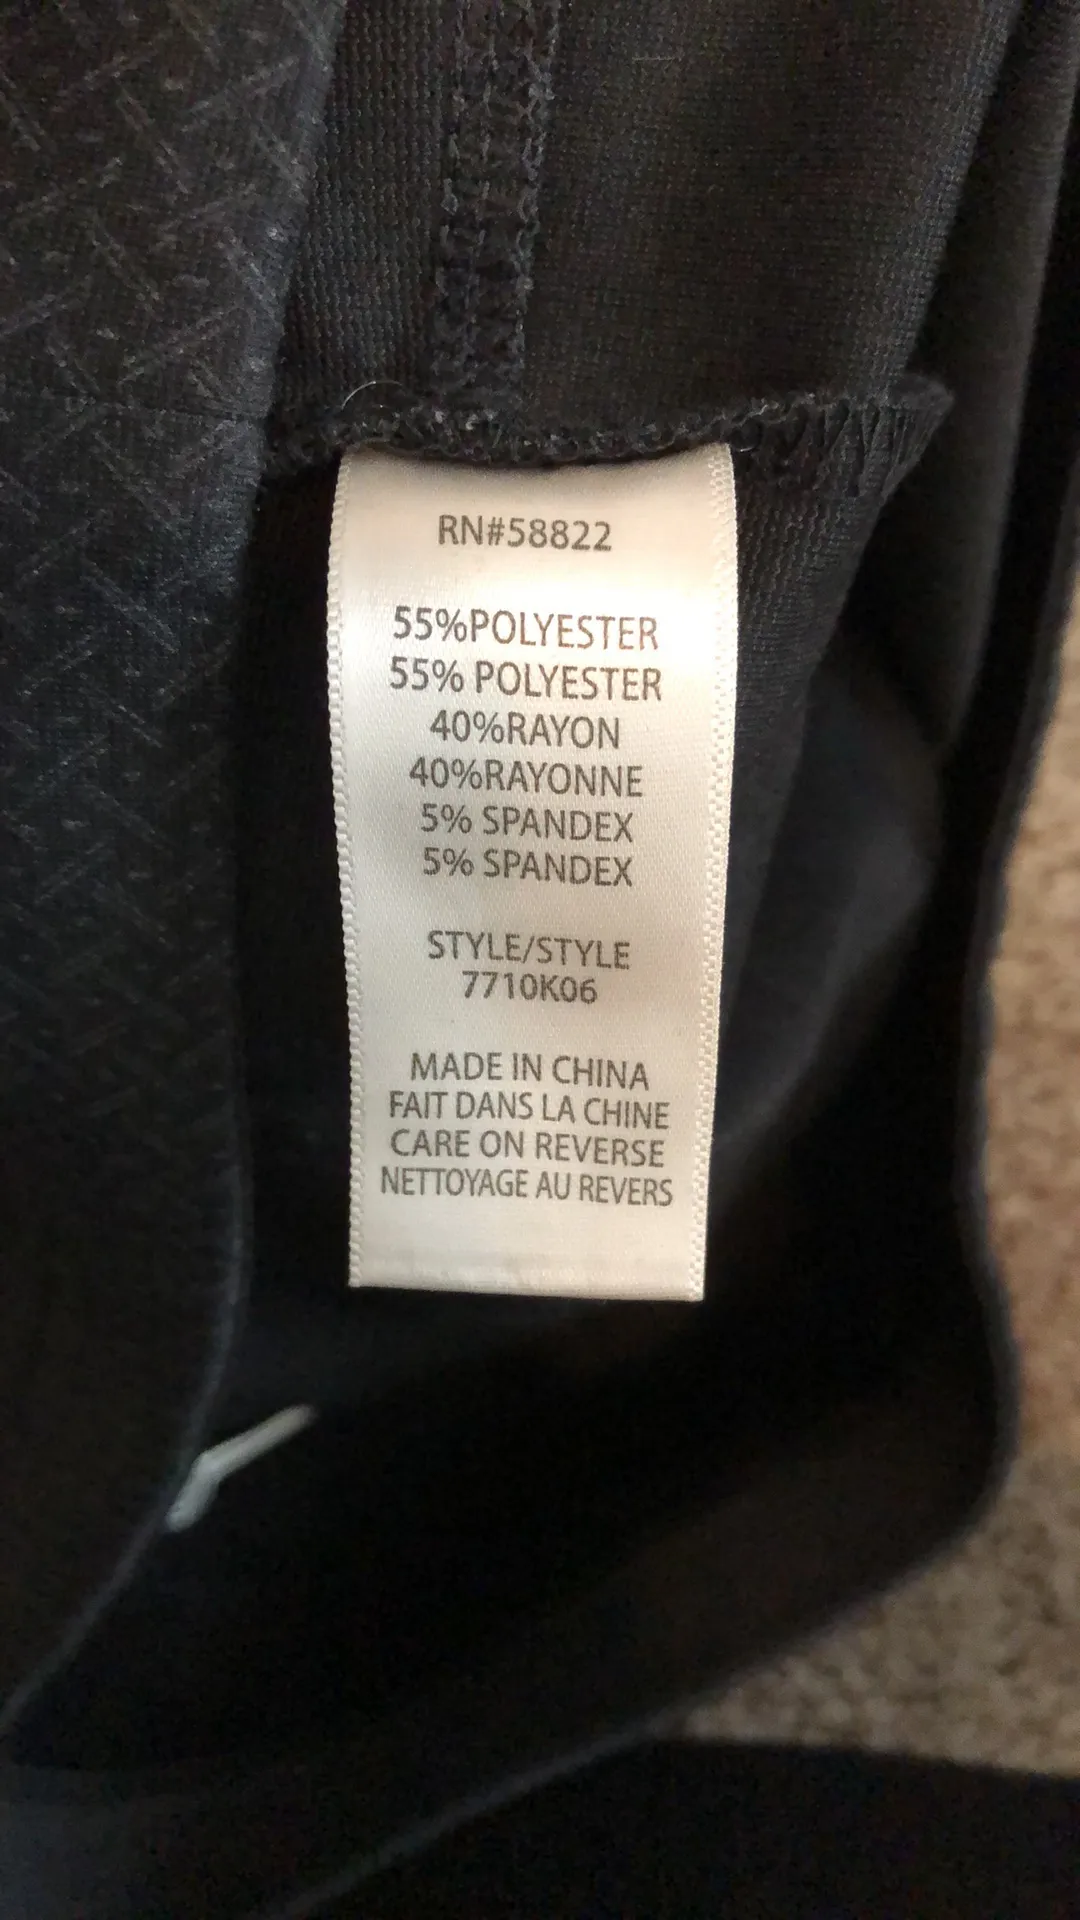 RN#58822
55%POLYESTER
55% POLYESTER
40%RAYON
40%RAYONNE
5% SPANDEX
5% SPANDEX
STYLE/STYLE
7710K06
MADE IN CHINA
FAIT DANS LA CHINE
CARE ON REVERSE
NETTOYAGE AU REVERS